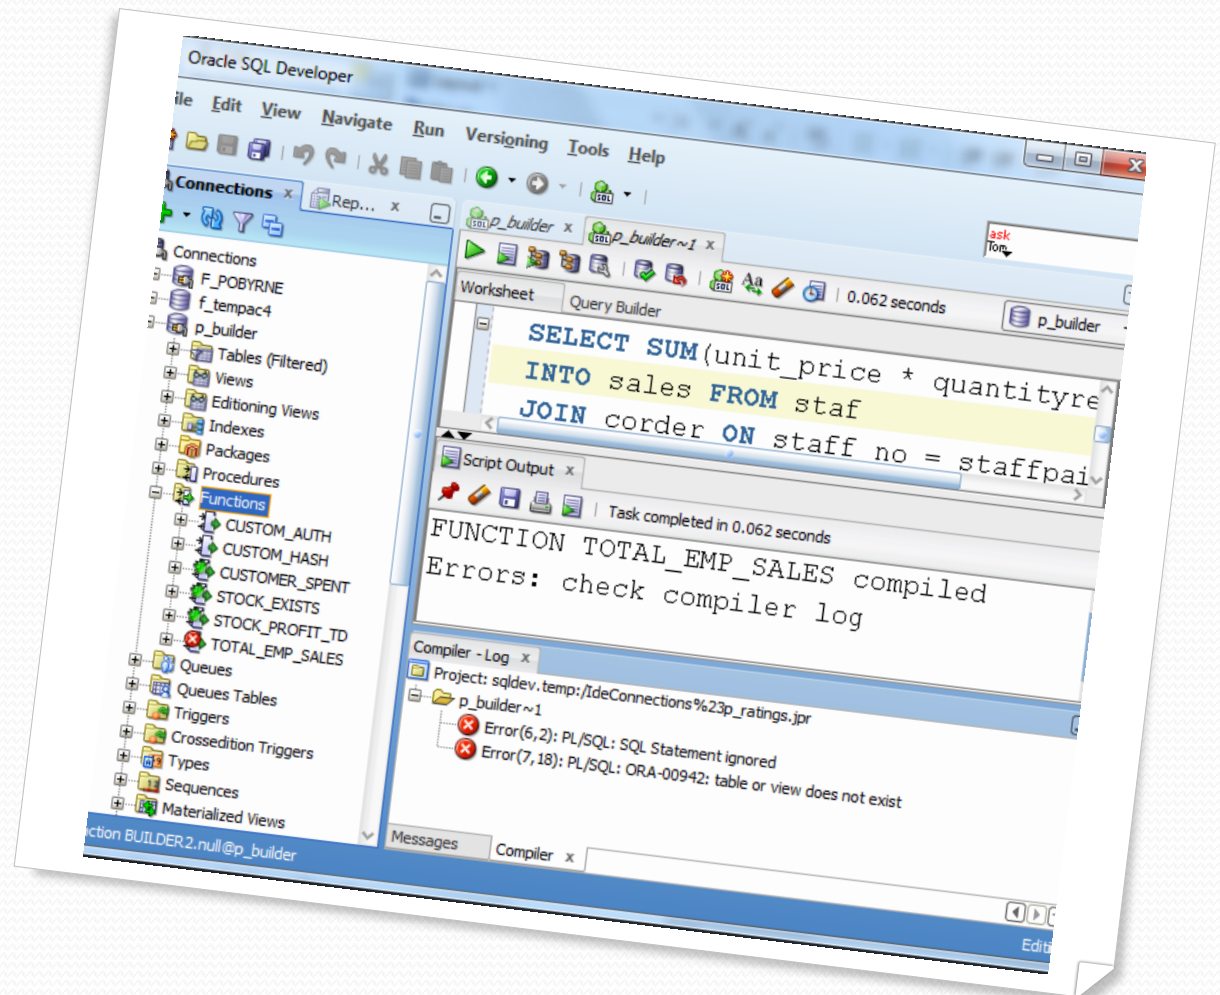 Oracle SQL Developer
ile Edit View Navigate Run Versioning Tools Help
Connections x Rep... x
Connections
F_POBYRNE
f_tempac4
p_builder
Tables (Filtered)
Views
Editioning Views
Indexes
Packages
Procedures
Functions
CUSTOM_AUTH
CUSTOM_HASH
CUSTOMER_SPENT
STOCK_EXISTS
STOCK_PROFIT_TD
TOTAL_EMP_SALES
Queues
Queues Tables
Triggers
Crossedition Triggers
Types
Sequences
Materialized Views
ction BUILDER2.null@p_builder
p_builder x p_builder~1 x
ask
Tom
0.062 seconds
p_builder
Worksheet Query Builder
SELECT SUM(unit_price * quantityre
INTO sales FROM staf
JOIN corder ON staff no = staffpai
Script Output x
Task completed in 0.062 seconds
FUNCTION TOTAL_EMP_SALES compiled
Errors: check compiler log
Compiler - Log x
Project: sqldev.temp:/IdeConnections%23p_ratings.jpr
p_builder~1
Error(6,2): PL/SQL: SQL Statement ignored
Error(7,18): PL/SQL: ORA-00942: table or view does not exist
Messages Compiler x
Editi